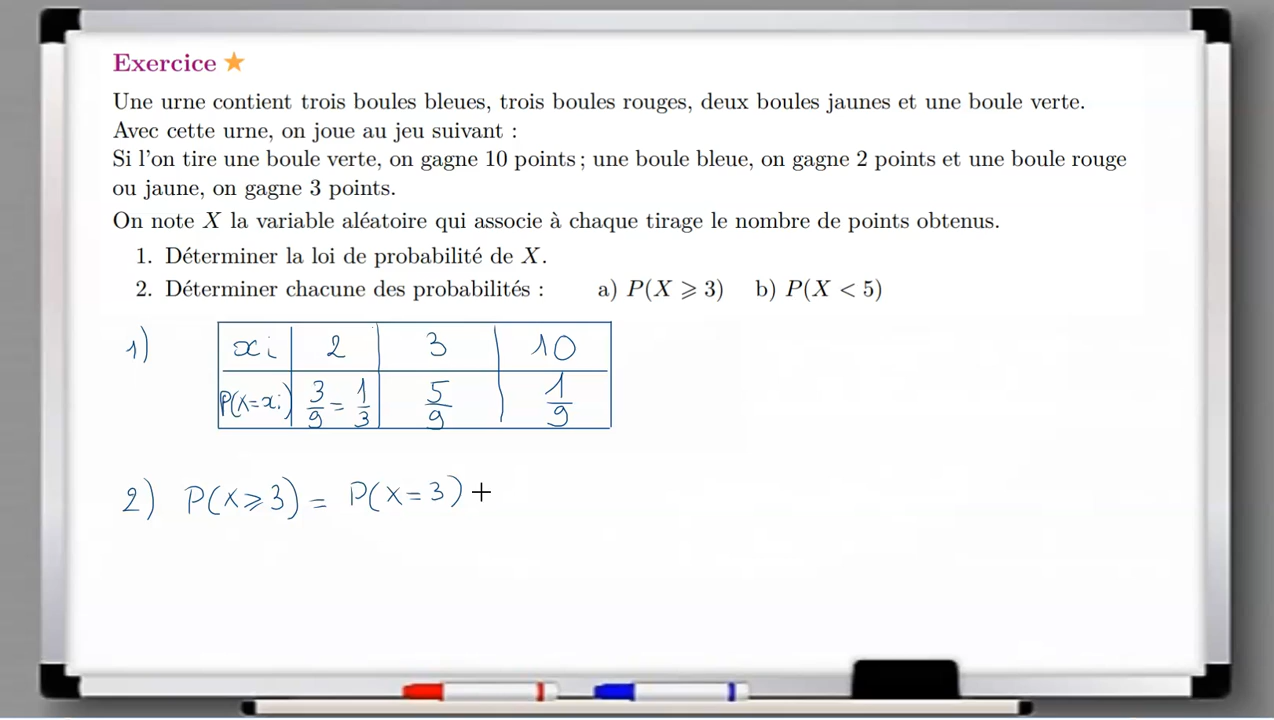 Exercice ★
Une urne contient trois boules bleues, trois boules rouges, deux boules jaunes et une boule verte.
Avec cette urne, on joue au jeu suivant :
Si l'on tire une boule verte, on gagne 10 points ; une boule bleue, on gagne 2 points et une boule rouge
ou jaune, on gagne 3 points.
On note X la variable aléatoire qui associe à chaque tirage le nombre de points obtenus.
1. Déterminer la loi de probabilité de X.
2. Déterminer chacune des probabilités : a) P(X ⩾ 3) b) P(X < 5)
1) xi 2 3 10
P(X=xi) 3/9 = 1/3 5/9 1/9
2) P(X⩾3) = P(X=3) +